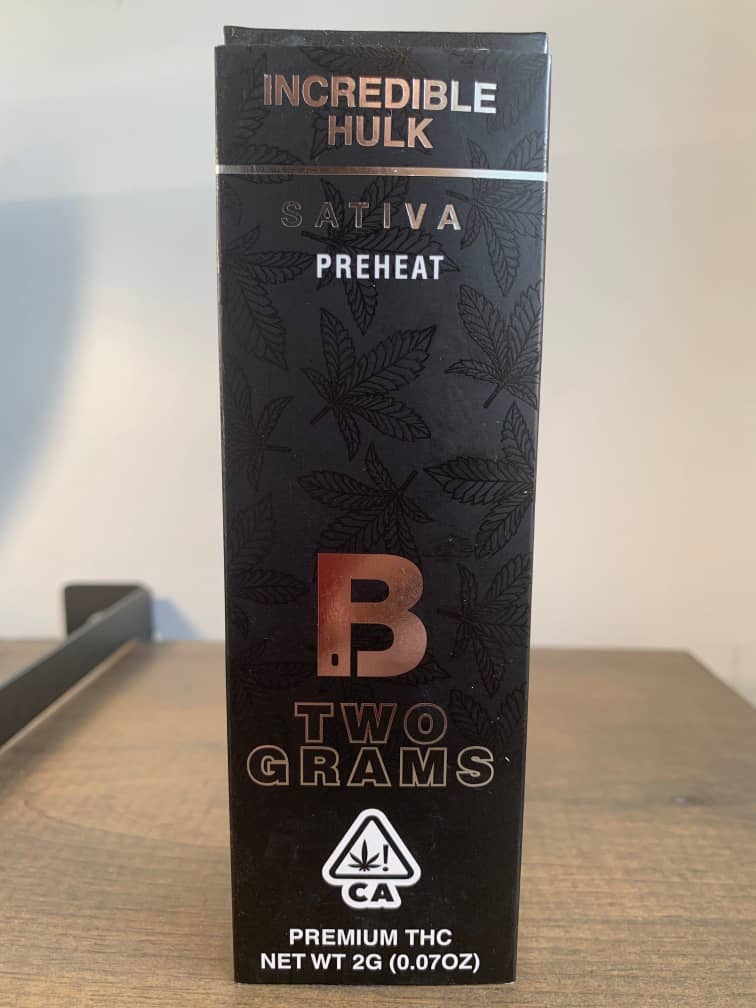 INCREDIBLE
HULK
SATIVA
PREHEAT
B
TWO
GRAMS
CA
PREMIUM THC
NET WT 2G (0.07OZ)